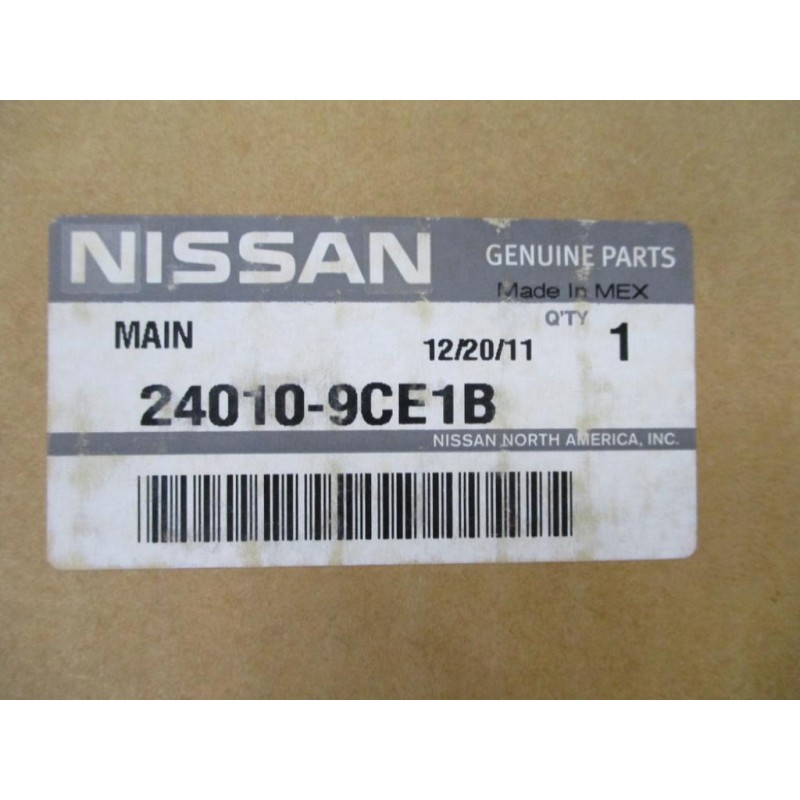 NISSAN GENUINE PARTS
Made In MEX
MAIN 12/20/11 Q'TY 1
24010-9CE1B
NISSAN NORTH AMERICA, INC.